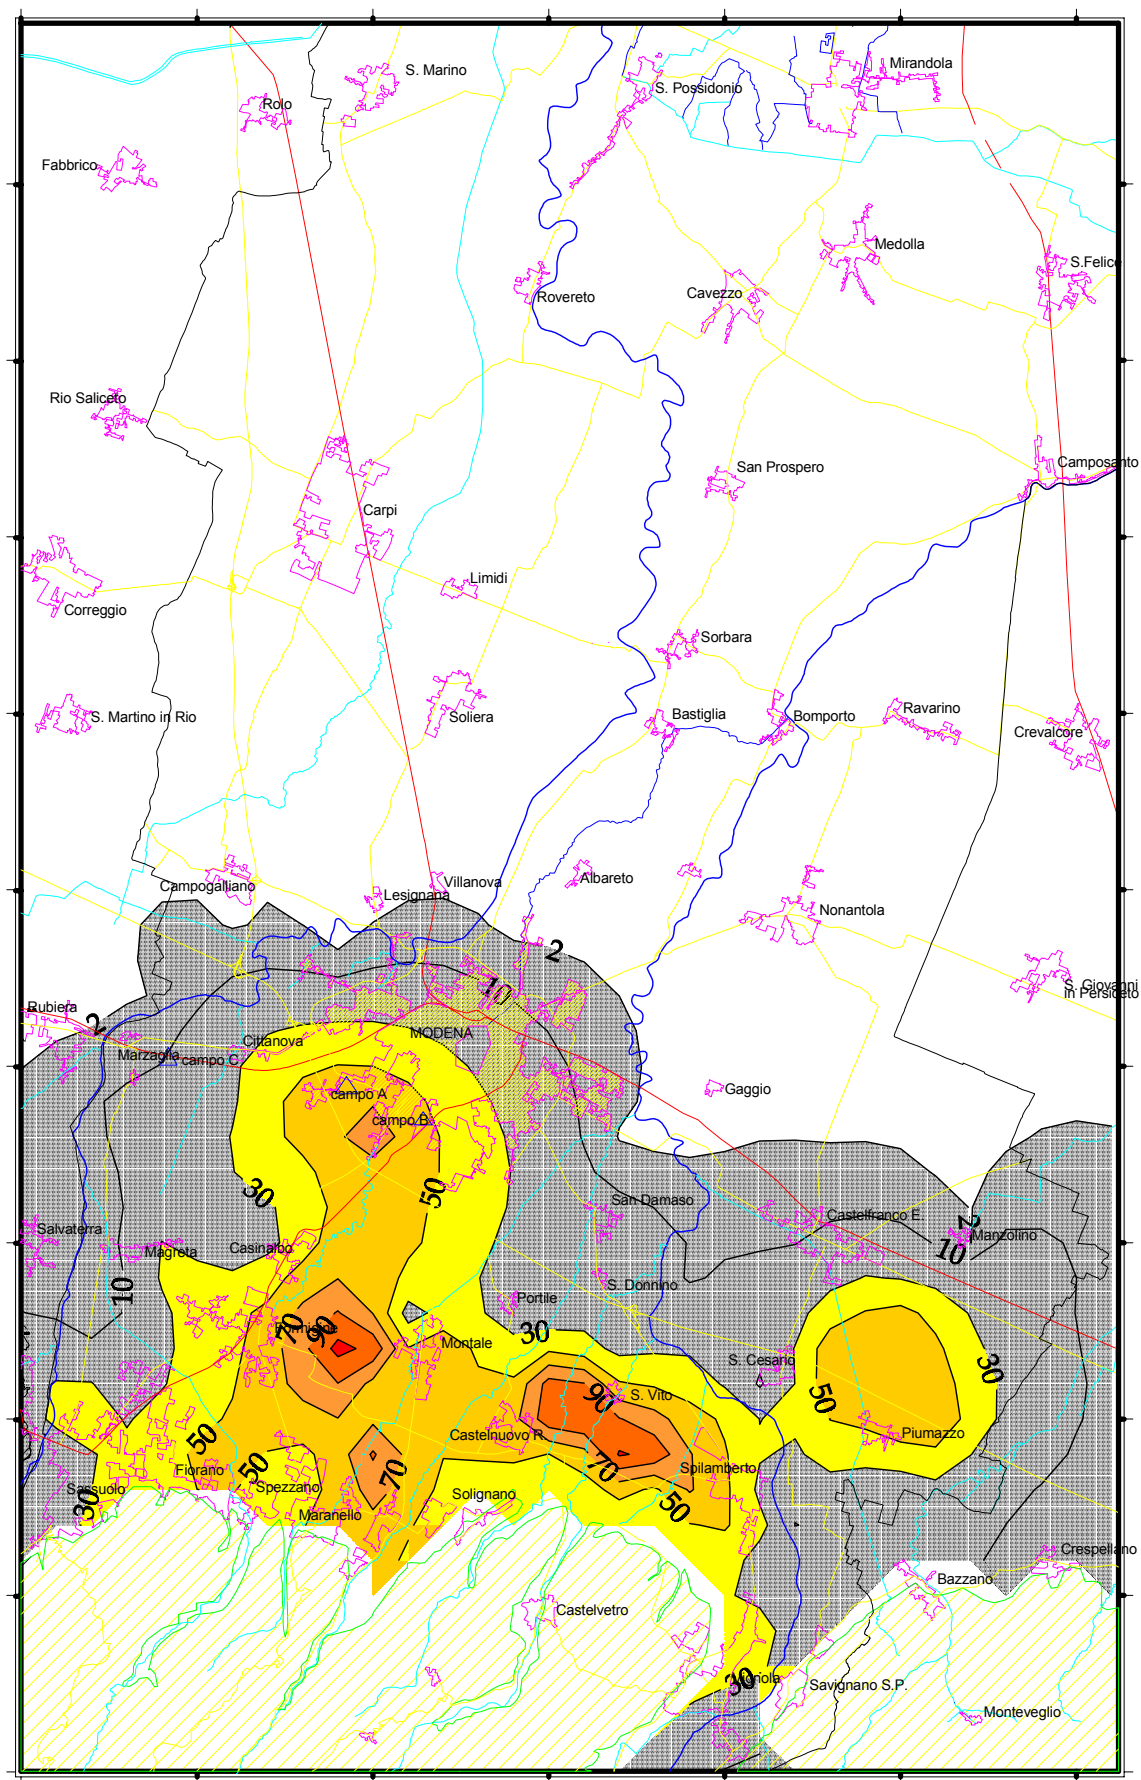 S. Marino
Mirandola
S. Possidonio
Rolo
Fabbrico
Medolla
S.Felice
Rovereto
Cavezzo
Rio Saliceto
Camposanto
San Prospero
Carpi
Limidi
Correggio
Sorbara
S. Martino in Rio
Soliera
Bastiglia
Bomporto
Ravarino
Crevalcore
Campogalliano
Lesignana
Villanova
Albareto
Nonantola
2
10
S. Giovanni
in Persiceto
Rubiera
2
MODENA
Cittanova
Marzaglia
campo C
campo A
campo B
Gaggio
30
50
San Damaso
Castelfranco E.
2
Manzolino
10
Salvaterra
Magreta
Casinalbo
10
S. Donnino
Portile
30
70
90
Formigine
Montale
S. Cesario
30
50
90
S. Vito
Castelnuovo R.
Piumazzo
50
50
70
70
Spilamberto
Fiorano
Spezzano
Sassuolo
30
Solignano
50
Maranello
Crespellano
Bazzano
Castelvetro
30
Vignola
Savignano S.P.
Monteveglio